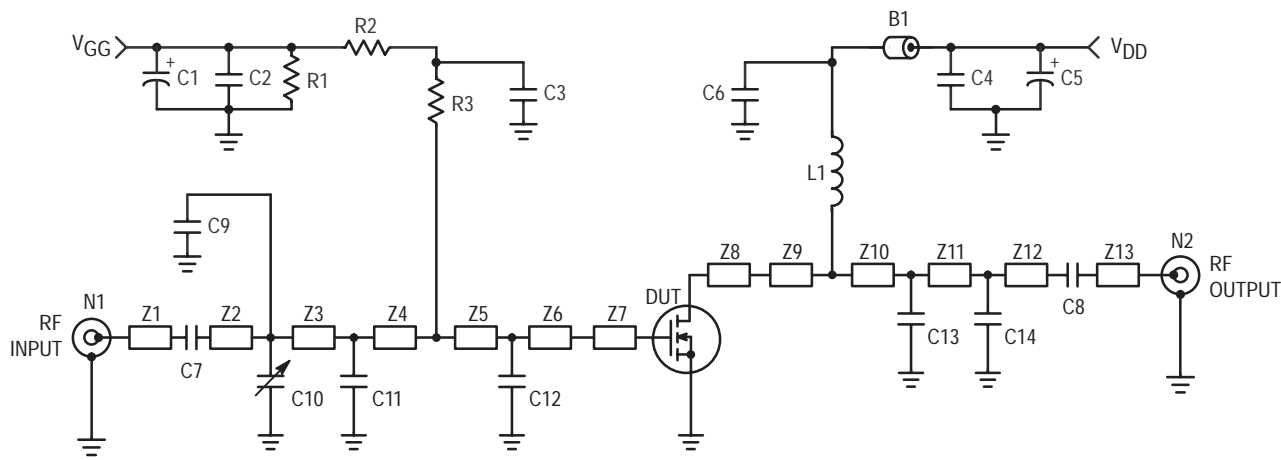 B1
R2
VGG
VDD
+
C1
C2
R1
R3
C3
C6
C4
+
C5
L1
C9
N2
Z8
Z9
Z10
Z11
Z12
Z13
RF
OUTPUT
C8
DUT
N1
Z1
Z2
Z3
Z4
Z5
Z6
Z7
RF
INPUT
C7
C13
C14
C10
C11
C12